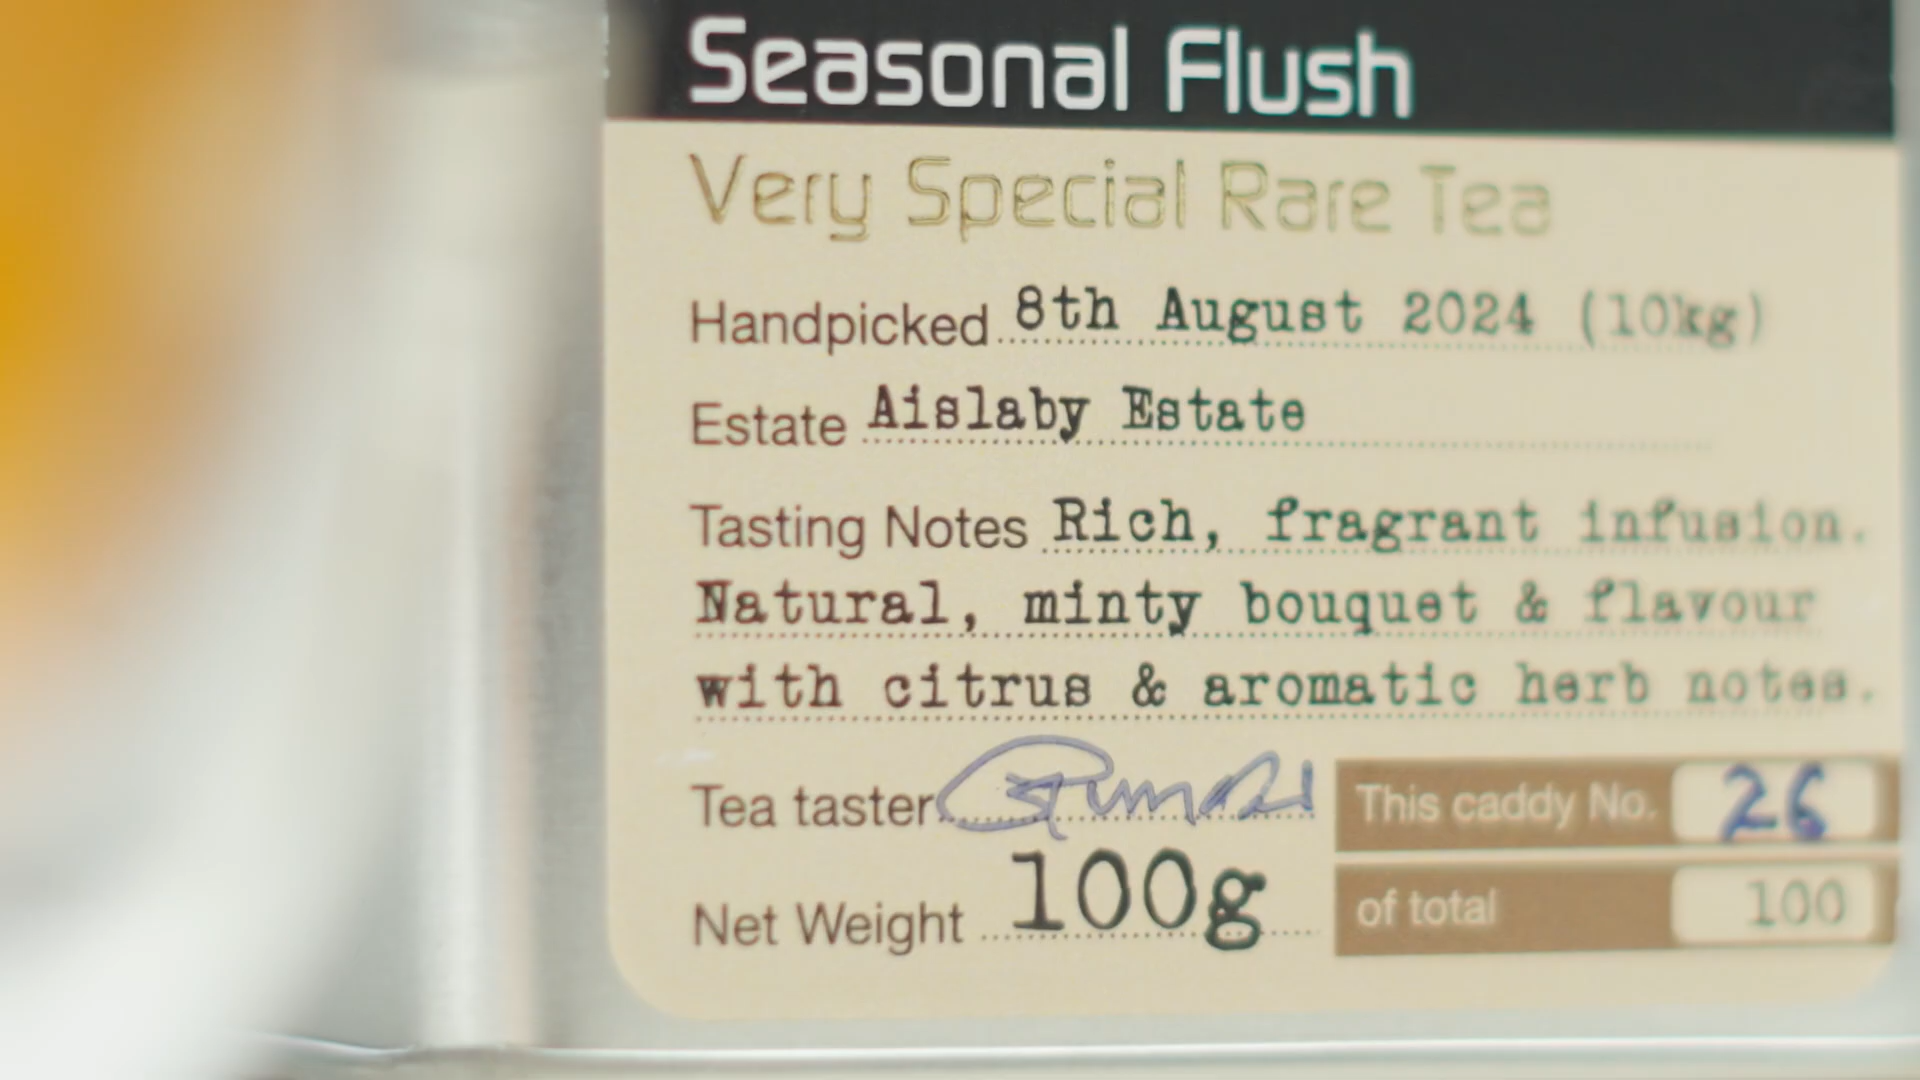 Seasonal Flush
Very Special Rare Tea
Handpicked 8th August 2024 (10kg)
Estate Aislaby Estate
Tasting Notes Rich, fragrant infusion.
Natural, minty bouquet & flavour
with citrus & aromatic herb notes.
Tea taster
This caddy No. 26
Net Weight 100g
of total 100